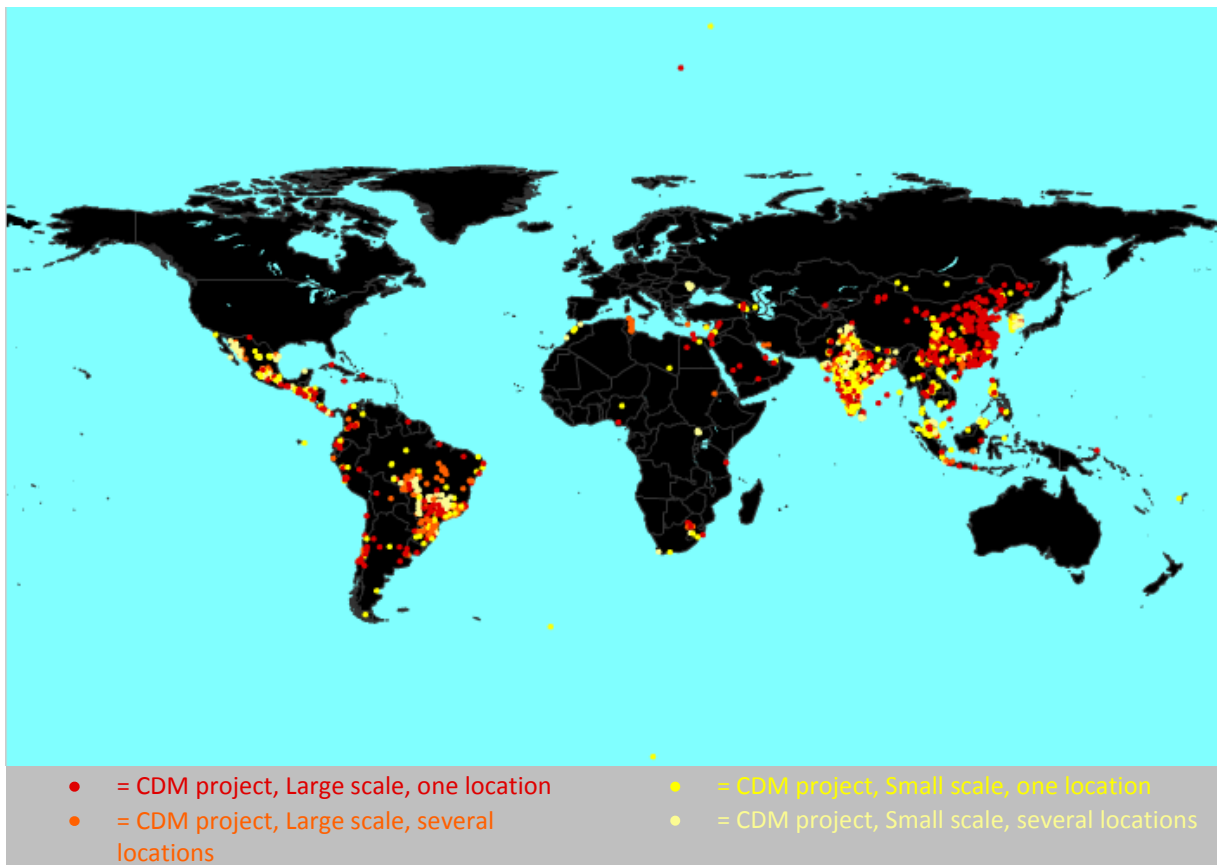 = CDM project, Large scale, one location
= CDM project, Large scale, several
locations
= CDM project, Small scale, one location
= CDM project, Small scale, several locations